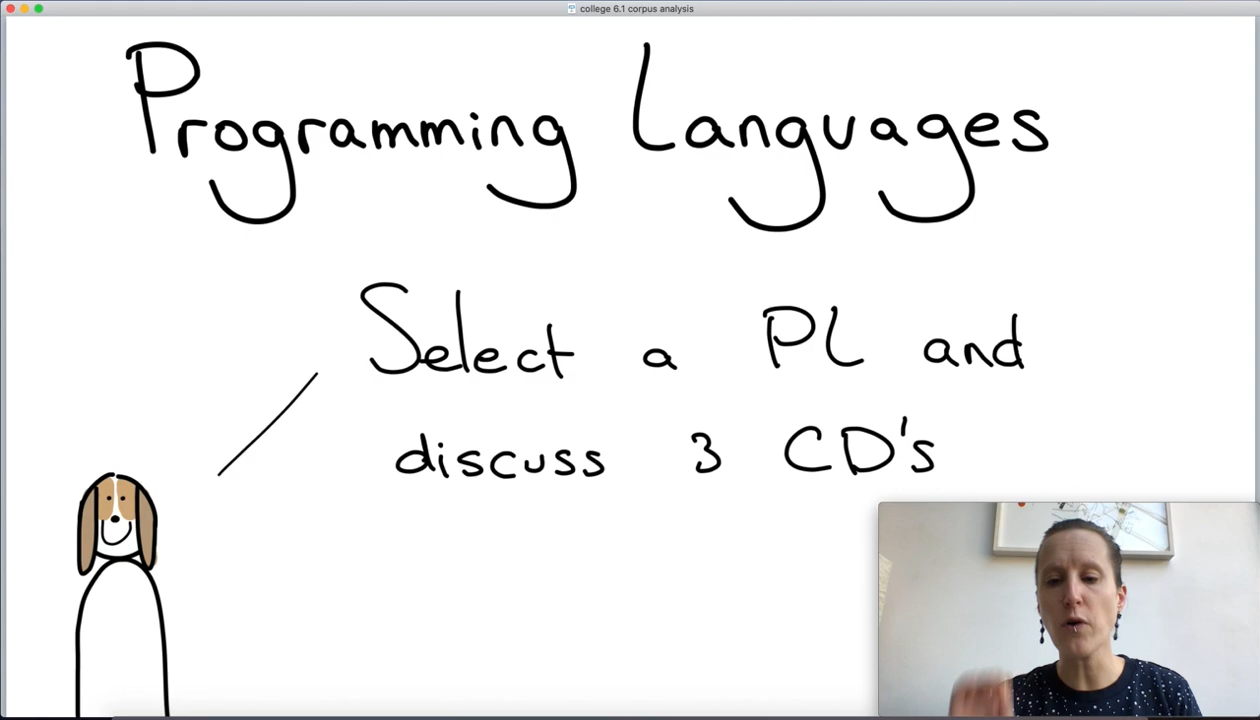 college 6.1 corpus analysis
Programming Languages
Select a PL and
discuss 3 CD's